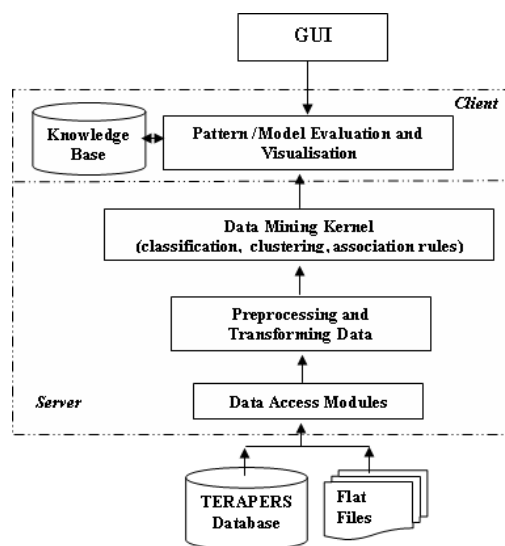 GUI
Client
Knowledge
Base
Pattern /Model Evaluation and
Visualisation
Data Mining Kernel
(classification, clustering, association rules)
Preprocessing and
Transforming Data
Server
Data Access Modules
TERAPERS
Database
Flat
Files